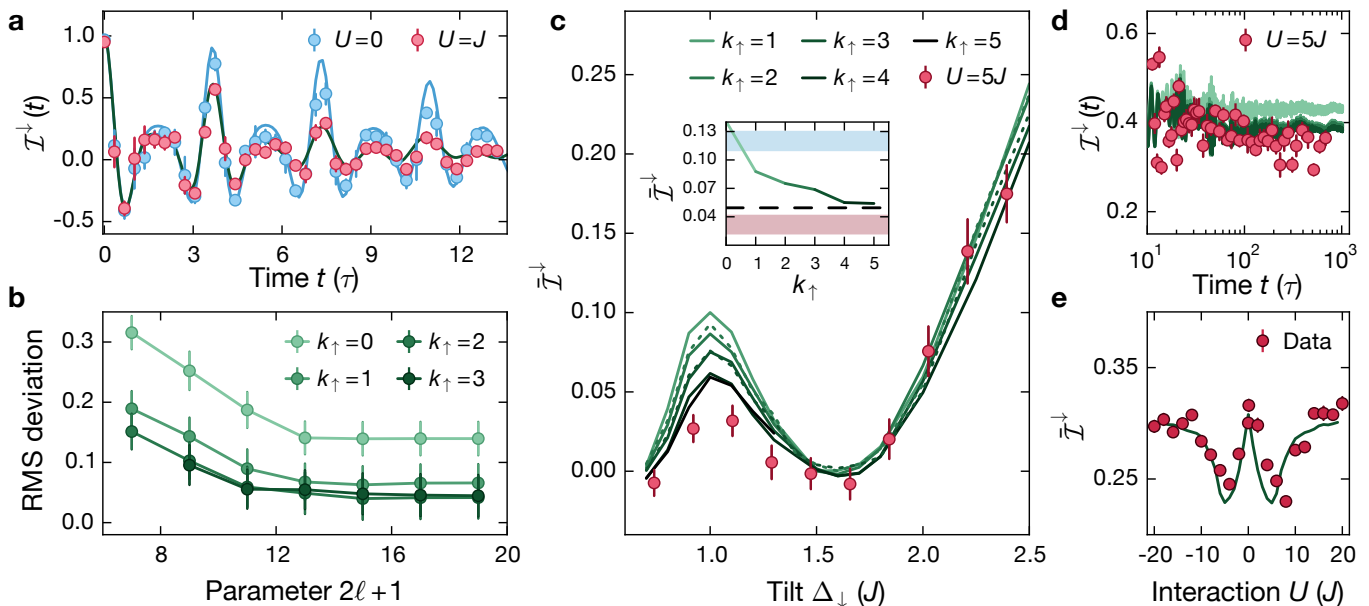 a
U=0 U=J
1.0
0.5
0.0
-0.5
𝓘↓(t)
0 3 6 9 12
Time t (τ)
b
k↑=0 k↑=2
k↑=1 k↑=3
0.3
0.2
0.1
0.0
RMS deviation
8 10 12 14 16 18 20
Parameter 2ℓ+1
c
k↑=1 k↑=3 k↑=5
k↑=2 k↑=4 U=5J
0.25
0.20
0.15
0.10
0.05
0.00
𝓘̄↓
1.0 1.5 2.0 2.5
Tilt Δ↓ (J)
0.13
0.10
0.07
0.04
𝓘̄↓
0 1 2 3 4 5
k↑
d
U=5J
0.6
0.4
0.2
𝓘↓(t)
10¹ 10² 10³
Time t (τ)
e
Data
0.35
0.25
𝓘̄↓
-20 -10 0 10 20
Interaction U (J)